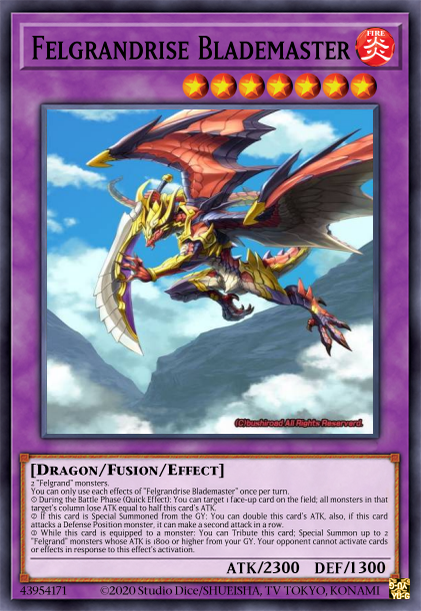 FELGRANDRISE BLADEMASTER
FIRE
炎
(C)bushiroad All Rights Reserverd.
[DRAGON/FUSION/EFFECT]
2 "Felgrand" monsters.
You can only use each effects of "Felgrandrise Blademaster" once per turn.
① During the Battle Phase (Quick Effect): You can target 1 face-up card on the field; all monsters in that
target's column lose ATK equal to half this card's ATK.
② If this card is Special Summoned from the GY: You can double this card's ATK, also, if this card
attacks a Defense Position monster, it can make a second attack in a row.
③ While this card is equipped to a monster: You can Tribute this card; Special Summon up to 2
"Felgrand" monsters whose ATK is 1800 or higher from your GY. Your opponent cannot activate cards
or effects in response to this effect's activation.
ATK/2300 DEF/1300
43954171 ©2020 Studio Dice/SHUEISHA, TV TOKYO, KONAMI